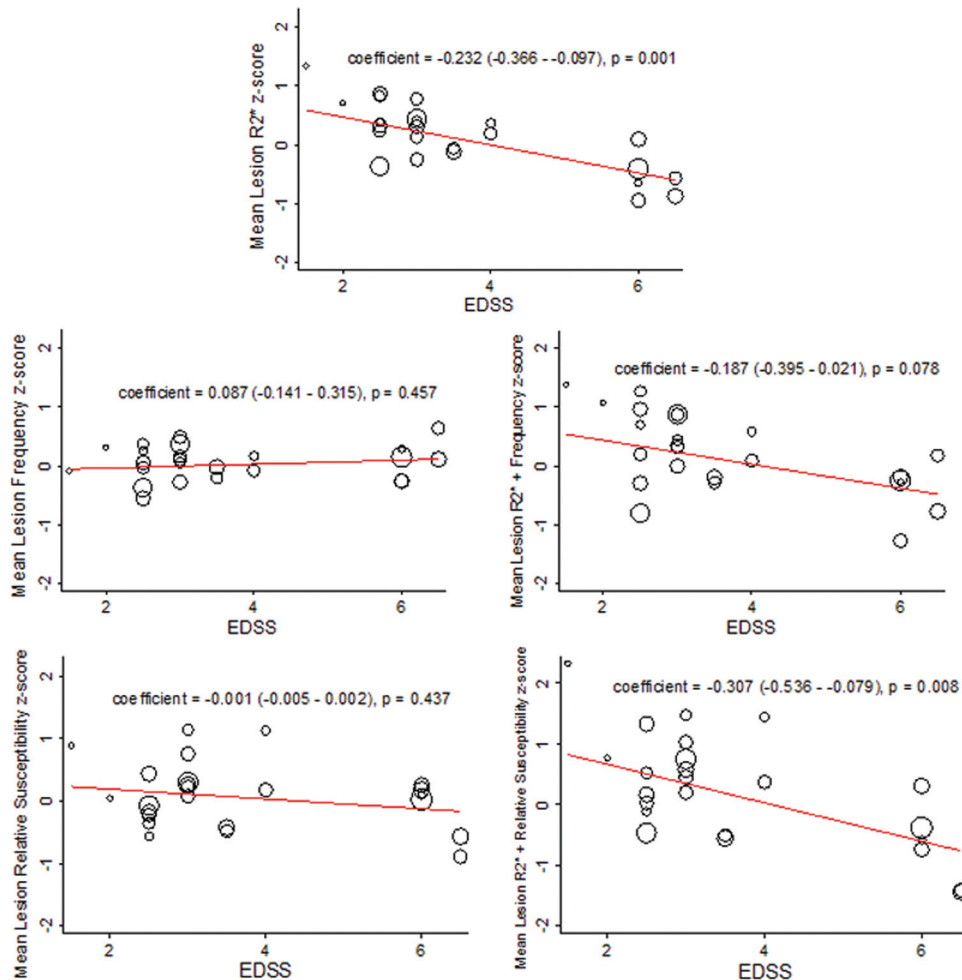 coefficient = -0.232 (-0.366 - -0.097), p = 0.001
Mean Lesion R2* z-score
2
1
0
-1
-2
2 4 6
EDSS
coefficient = 0.087 (-0.141 - 0.315), p = 0.457
Mean Lesion Frequency z-score
2
1
0
-1
-2
2 4 6
EDSS
coefficient = -0.187 (-0.395 - 0.021), p = 0.078
Mean Lesion R2* + Frequency z-score
2
1
0
-1
-2
2 4 6
EDSS
coefficient = -0.001 (-0.005 - 0.002), p = 0.437
Mean Lesion Relative Susceptibility z-score
2
1
0
-1
-2
2 4 6
EDSS
coefficient = -0.307 (-0.536 - -0.079), p = 0.008
Mean Lesion R2* + Relative Susceptibility z-score
2
1
0
-1
-2
2 4 6
EDSS